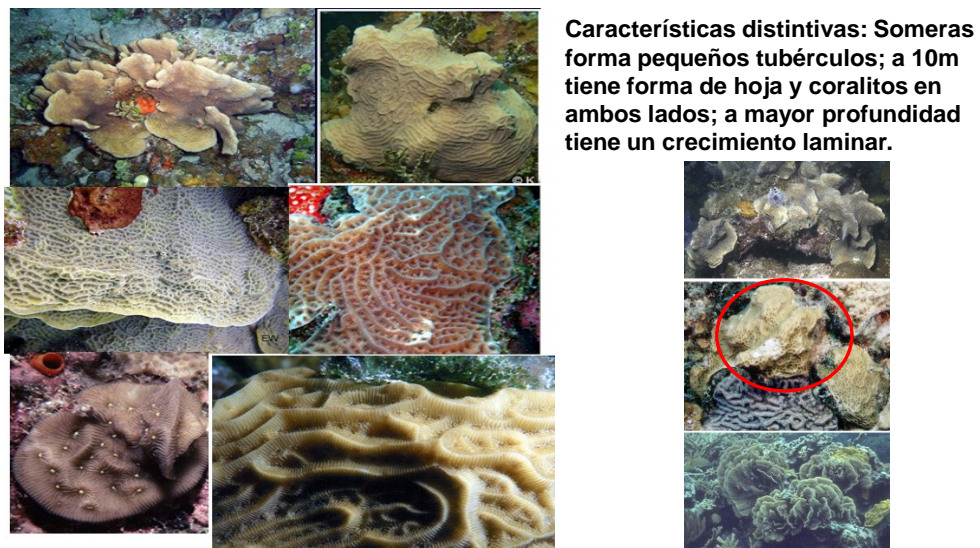 Características distintivas: Someras
forma pequeños tubérculos; a 10m
tiene forma de hoja y coralitos en
ambos lados; a mayor profundidad
tiene un crecimiento laminar.
© K
EW